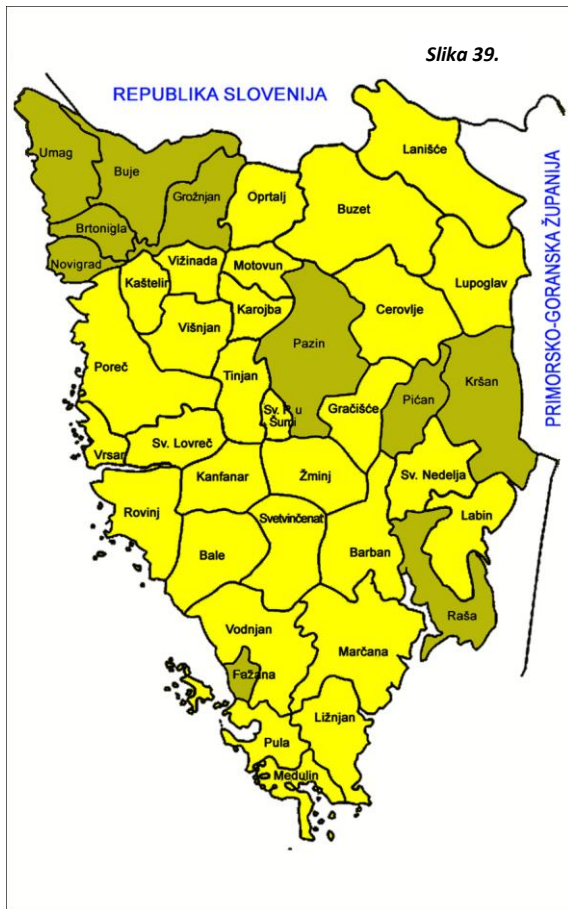 Slika 39.
REPUBLIKA SLOVENIJA
PRIMORSKO-GORANSKA ŽUPANIJA
Umag
Buje
Grožnjan
Oprtalj
Lanišće
Buzet
Brtonigla
Novigrad
Kaštelir
Vižinada
Motovun
Lupoglav
Cerovlje
Karojba
Višnjan
Pazin
Poreč
Tinjan
Kršan
Pićan
Gračišće
Sv. P. u
Šumi
Vrsar
Sv. Lovreč
Kanfanar
Žminj
Sv. Nedelja
Rovinj
Svetvinčenat
Labin
Bale
Barban
Raša
Vodnjan
Marčana
Fažana
Ližnjan
Pula
Medulin